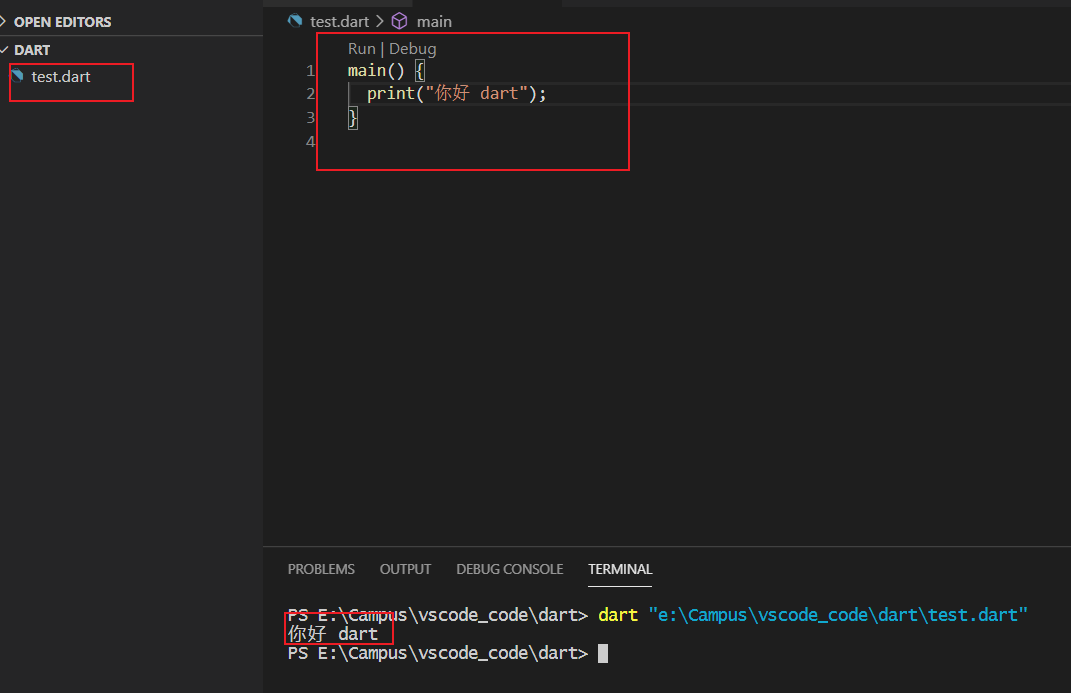 OPEN EDITORS
DART
test.dart
test.dart > main
Run | Debug
1 main() {
2 print("你好 dart");
3 }
4
PROBLEMS OUTPUT DEBUG CONSOLE TERMINAL
PS E:\Campus\vscode_code\dart> dart "e:\Campus\vscode_code\dart\test.dart"
你好 dart
PS E:\Campus\vscode_code\dart>